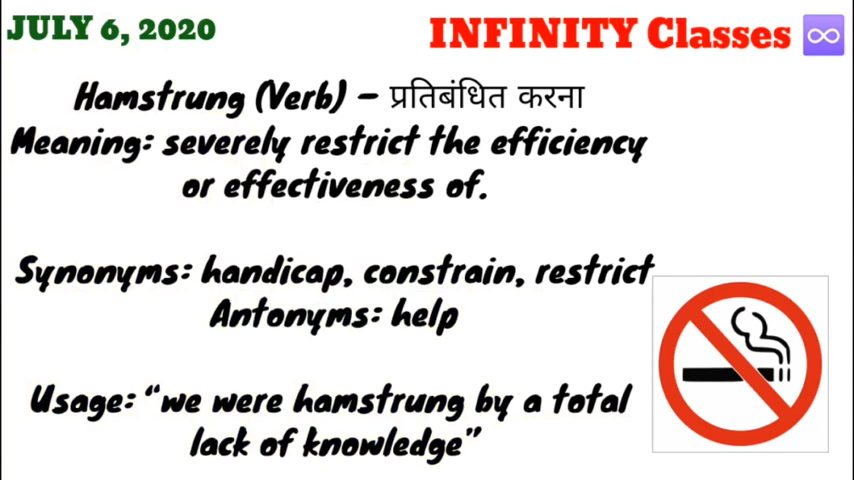 JULY 6, 2020
INFINITY Classes ♾
Hamstrung (Verb) – प्रतिबंधित करना
Meaning: severely restrict the efficiency
or effectiveness of.
Synonyms: handicap, constrain, restrict
Antonyms: help
Usage: “we were hamstrung by a total
lack of knowledge”